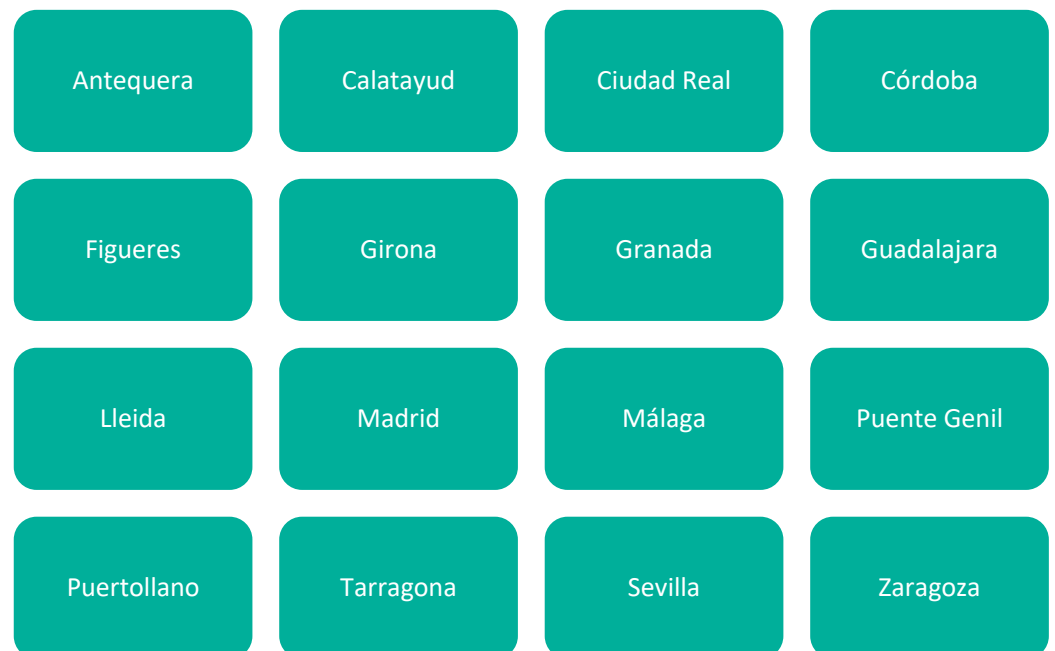 Antequera
Calatayud
Ciudad Real
Córdoba
Figueres
Girona
Granada
Guadalajara
Lleida
Madrid
Málaga
Puente Genil
Puertollano
Tarragona
Sevilla
Zaragoza